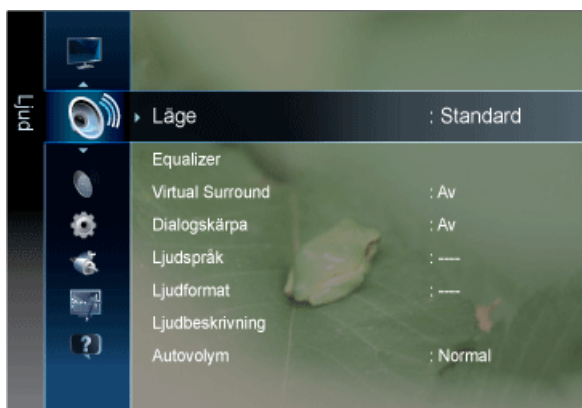 Ljud
Läge : Standard
Equalizer
Virtual Surround : Av
Dialogskärpa : Av
Ljudspråk : ----
Ljudformat : ----
Ljudbeskrivning
Autovolym : Normal
?